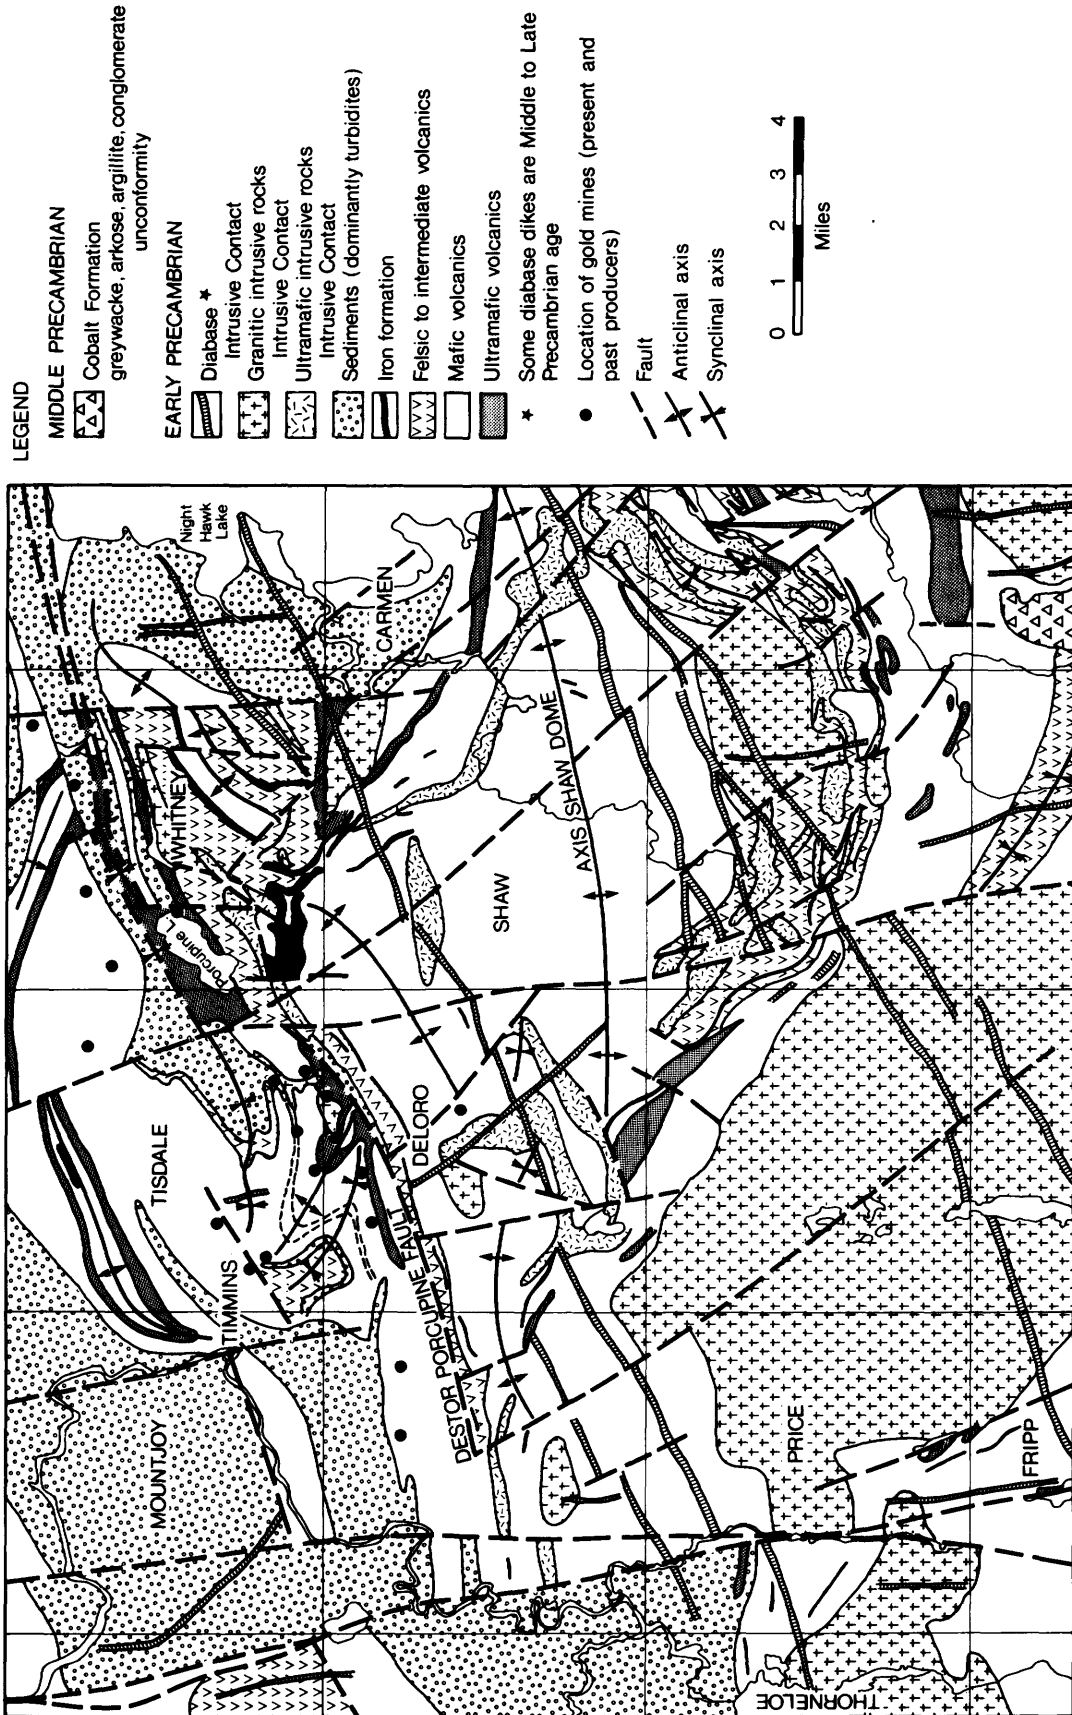 LEGEND
MIDDLE PRECAMBRIAN
Cobalt Formation
greywacke, arkose, argillite, conglomerate
unconformity
EARLY PRECAMBRIAN
Diabase *
Intrusive Contact
Granitic intrusive rocks
Intrusive Contact
Ultramafic intrusive rocks
Intrusive Contact
Sediments (dominantly turbidites)
Iron formation
Felsic to intermediate volcanics
Mafic volcanics
Ultramafic volcanics
* Some diabase dikes are Middle to Late
Precambrian age
Location of gold mines (present and
past producers)
Fault
Anticlinal axis
Synclinal axis
0 1 2 3 4
Miles
MOUNTJOY
TIMMINS
TISDALE
Porcupine L.
WHITNEY
Night
Hawk
Lake
CARMEN
DESTOR PORCUPINE FAULT
DELORO
SHAW
AXIS SHAW DOME
THORNELOE
PRICE
FRIPP